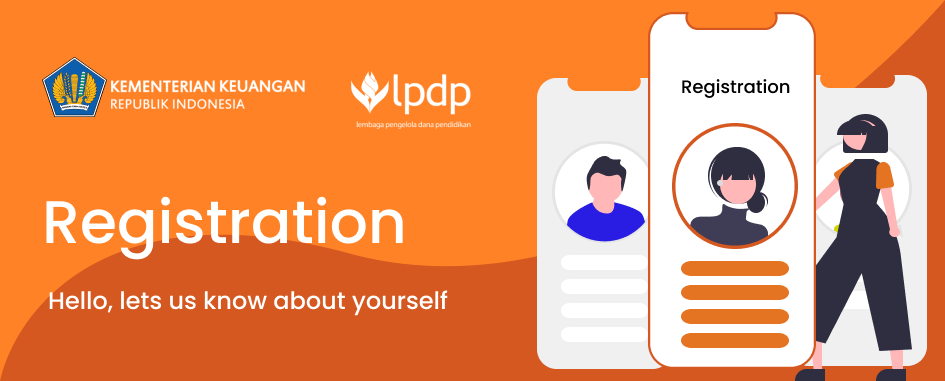 KEMENTERIAN KEUANGAN
REPUBLIK INDONESIA
lpdp
lembaga pengelola dana pendidikan
Registration
Registration
Hello, lets us know about yourself